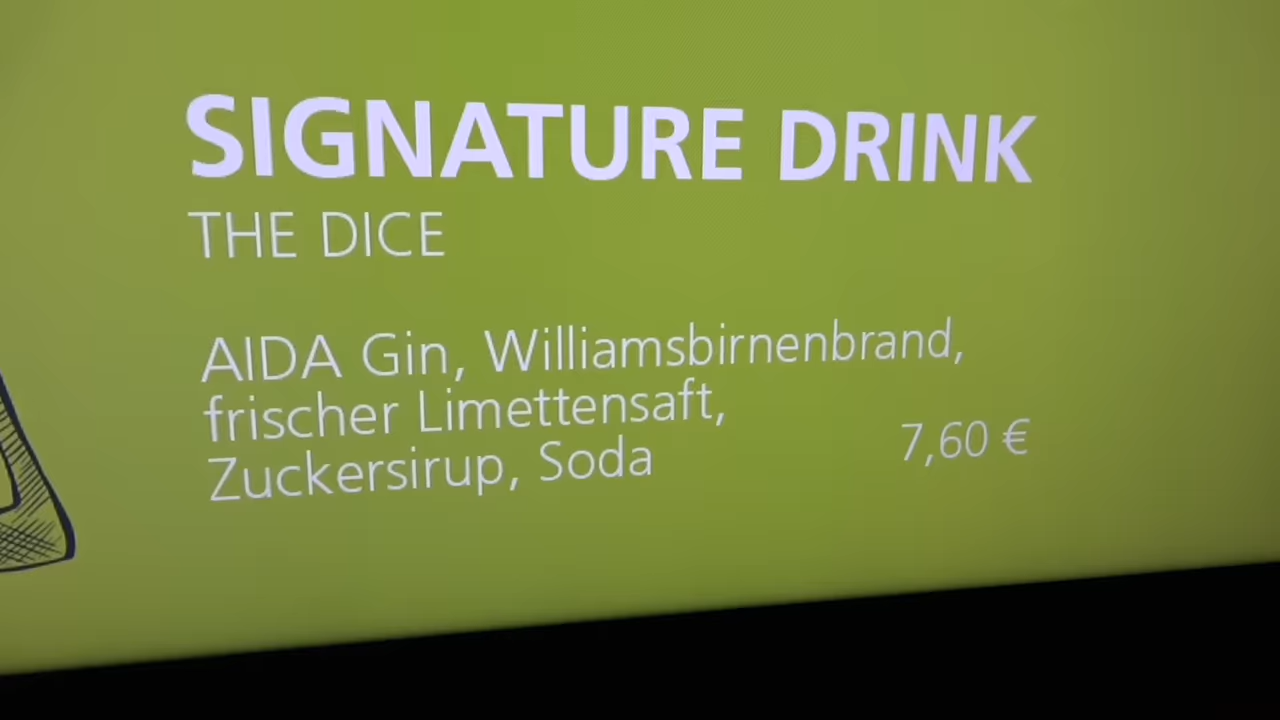 SIGNATURE DRINK
THE DICE
AIDA Gin, Williamsbirnenbrand,
frischer Limettensaft,
Zuckersirup, Soda
7,60 €